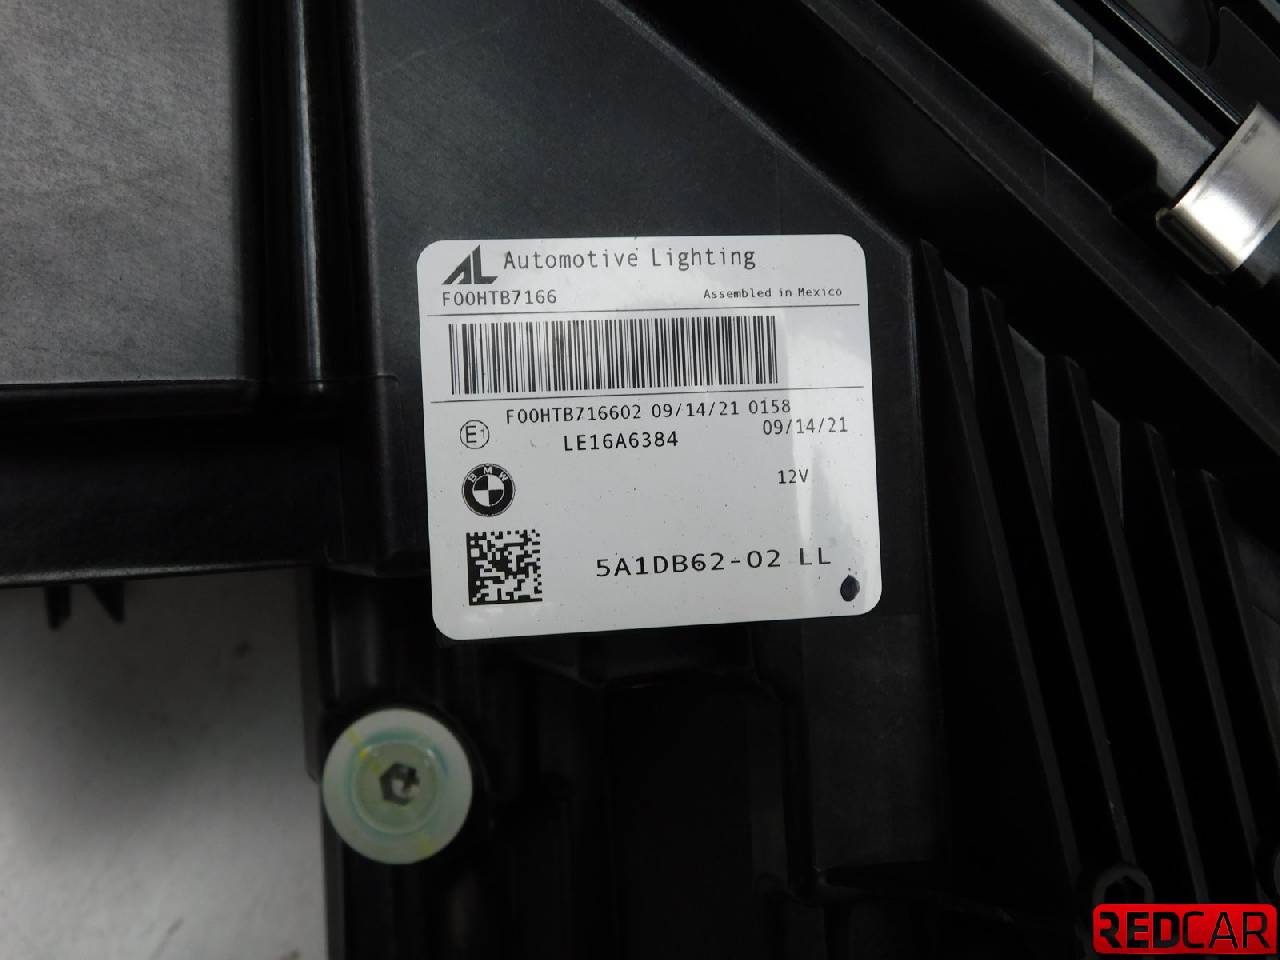 AL Automotive Lighting
F00HTB7166 Assembled in Mexico
F00HTB716602 09/14/21 0158
E1 LE16A6384 09/14/21
BMW
12V
5A1DB62-02 LL
REDCAR